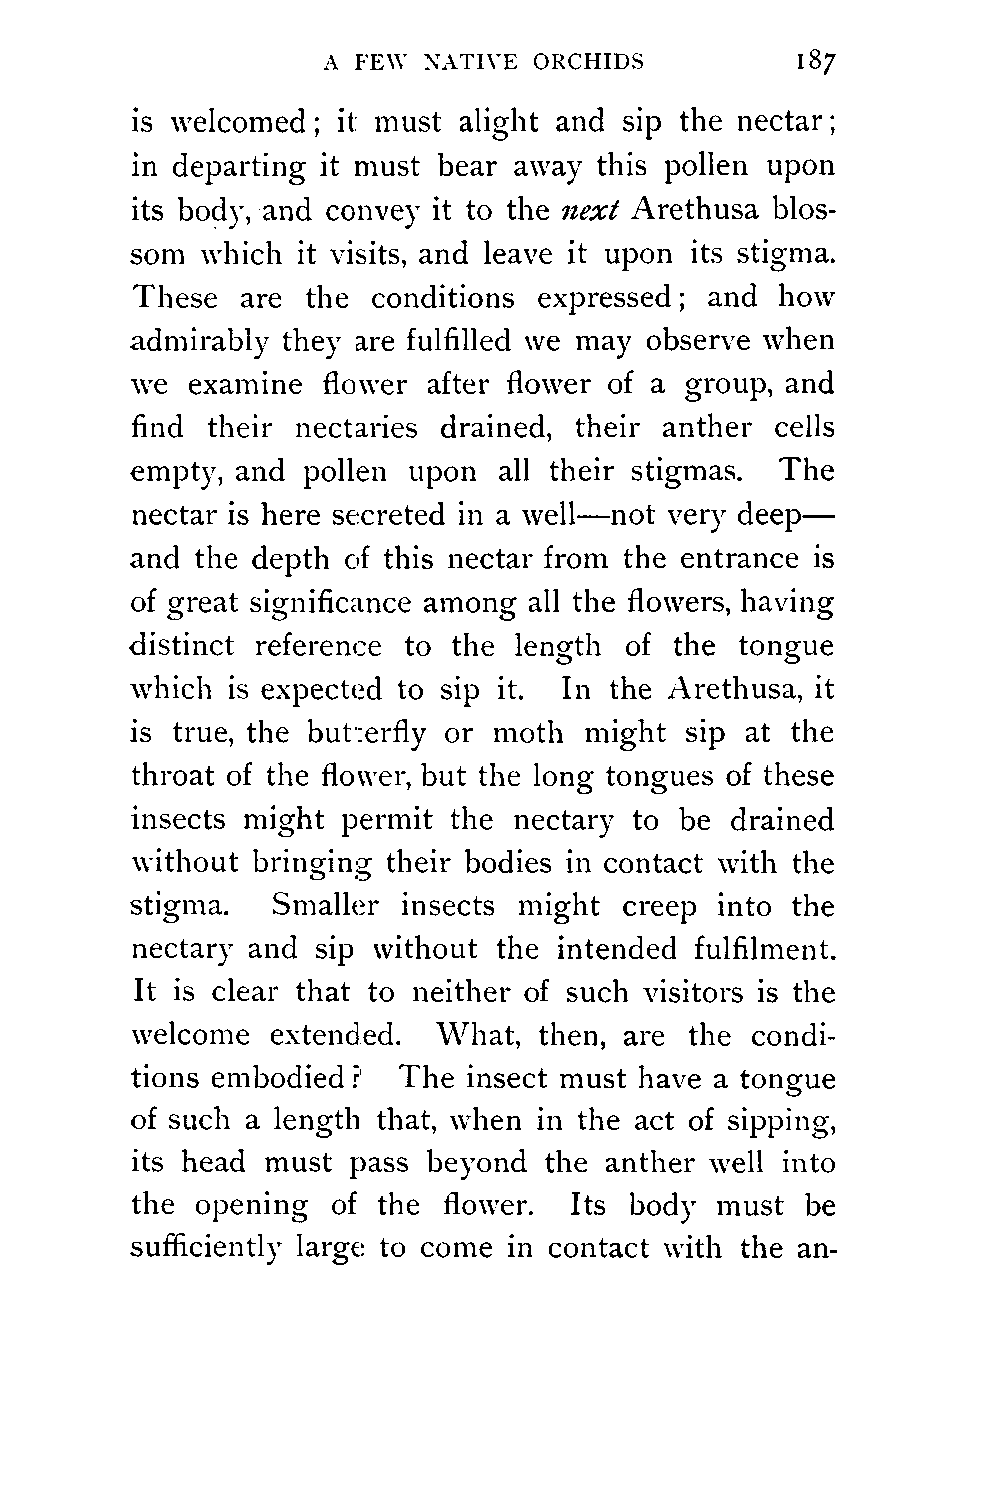 A FEW NATIVE ORCHIDS 187
is welcomed; it must alight and sip the nectar;
in departing it must bear away this pollen upon
its body, and convey it to the next Arethusa blos-
som which it visits, and leave it upon its stigma.
These are the conditions expressed; and how
admirably they are fulfilled we may observe when
we examine flower after flower of a group, and
find their nectaries drained, their anther cells
empty, and pollen upon all their stigmas. The
nectar is here secreted in a well—not very deep—
and the depth of this nectar from the entrance is
of great significance among all the flowers, having
distinct reference to the length of the tongue
which is expected to sip it. In the Arethusa, it
is true, the butterfly or moth might sip at the
throat of the flower, but the long tongues of these
insects might permit the nectary to be drained
without bringing their bodies in contact with the
stigma. Smaller insects might creep into the
nectary and sip without the intended fulfilment.
It is clear that to neither of such visitors is the
welcome extended. What, then, are the condi-
tions embodied? The insect must have a tongue
of such a length that, when in the act of sipping,
its head must pass beyond the anther well into
the opening of the flower. Its body must be
sufficiently large to come in contact with the an-